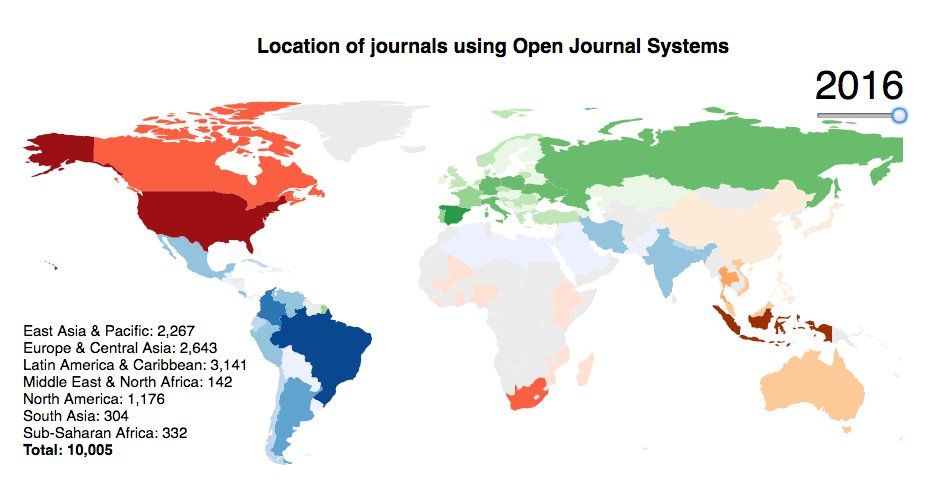 Location of journals using Open Journal Systems
2016
East Asia & Pacific: 2,267
Europe & Central Asia: 2,643
Latin America & Caribbean: 3,141
Middle East & North Africa: 142
North America: 1,176
South Asia: 304
Sub-Saharan Africa: 332
Total: 10,005